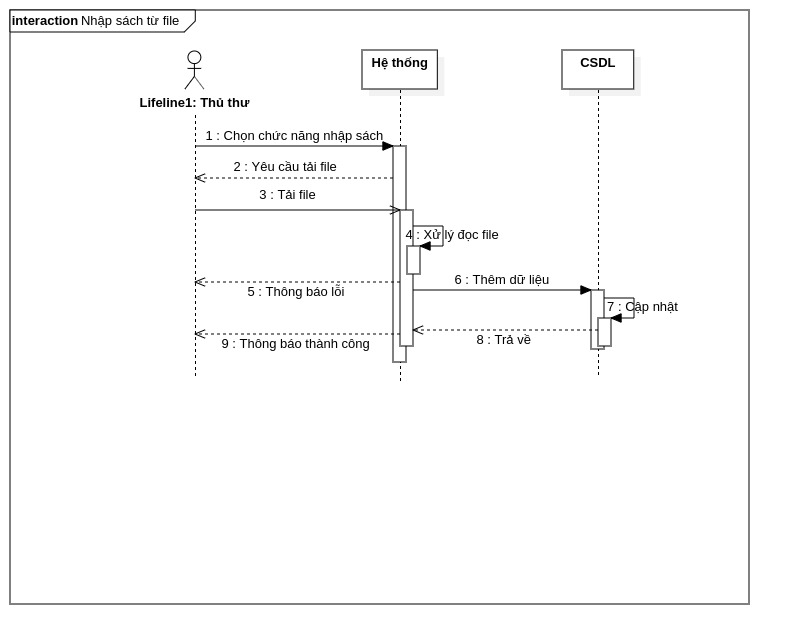 interaction Nhập sách từ file
Hệ thống
CSDL
Lifeline1: Thủ thư
1 : Chọn chức năng nhập sách
2 : Yêu cầu tải file
3 : Tải file
4 : Xử lý đọc file
5 : Thông báo lỗi
6 : Thêm dữ liệu
7 : Cập nhật
8 : Trả về
9 : Thông báo thành công